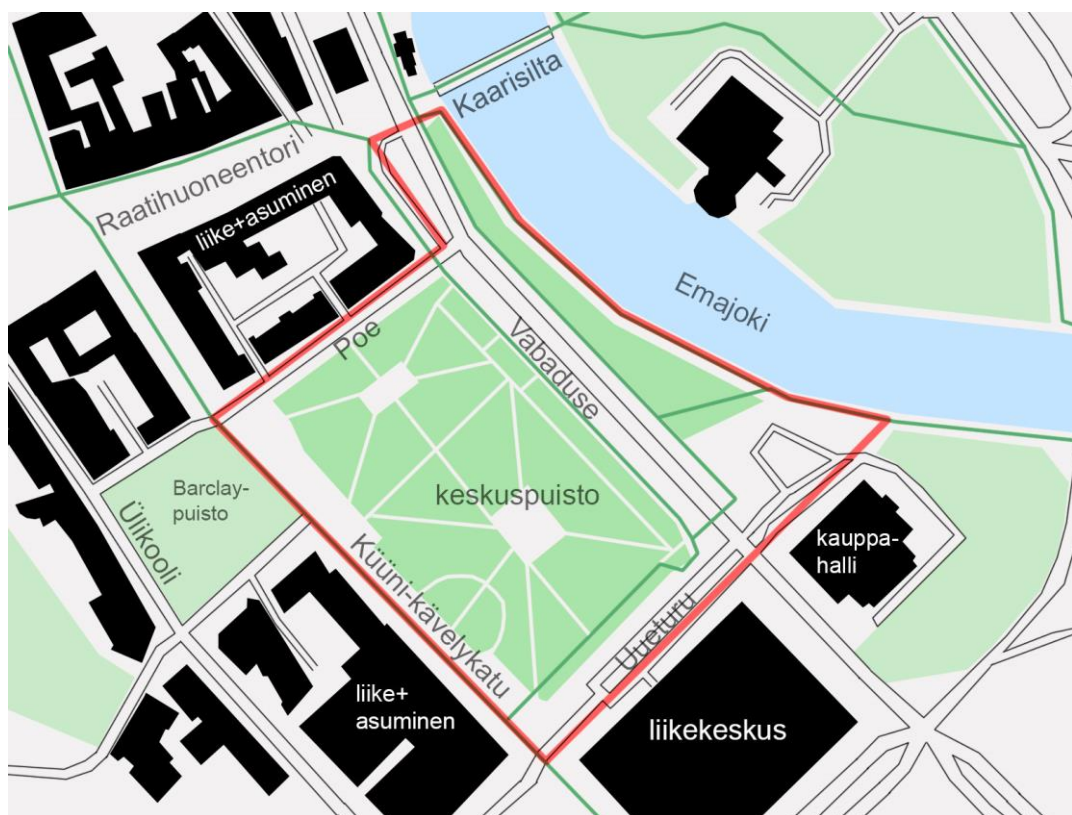 Kaarisilta
Raatihuoneentori
liike+asuminen
Emajoki
Poe
Vabaduse
Barclay-
puisto
keskuspuisto
Ülikooli
kauppa-
halli
Küüni-kävelykatu
Uueturu
liike+
asuminen
liikekeskus